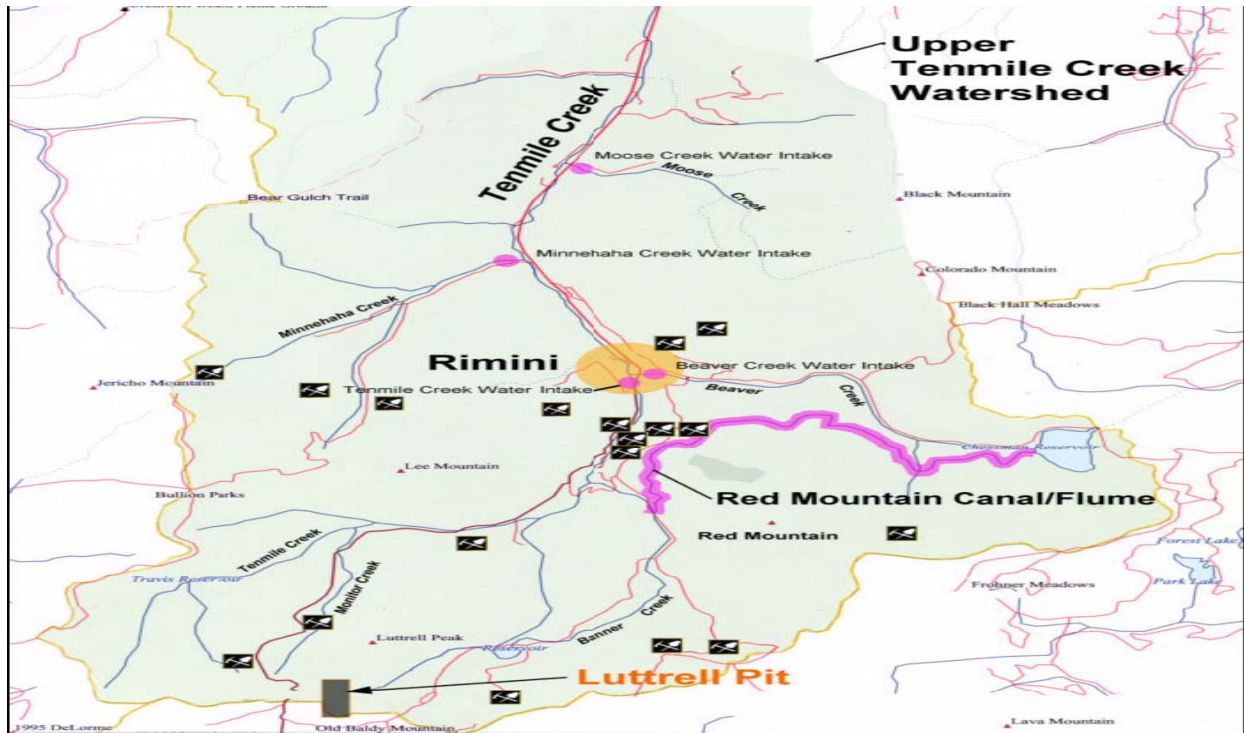 Upper
Tenmile Creek
Watershed
Tenmile Creek
Moose Creek Water Intake
Moose
Creek
Bear Gulch Trail
Black Mountain
Minnehaha Creek Water Intake
Colorado Mountain
Minnehaha Creek
Black Hall Meadows
Rimini
Beaver Creek Water Intake
Jericho Mountain
Tenmile Creek Water Intake
Beaver
Creek
Chessman Reservoir
Lee Mountain
Bullion Parks
Red Mountain Canal/Flume
Red Mountain
Tenmile Creek
Forest Lake
Travis Reservoir
Monitor Creek
Frohner Meadows
Park Lake
Luttrell Peak
Banner
Creek
Reservoir
Luttrell Pit
1995 DeLorme
Old Baldy Mountain
Lava Mountain